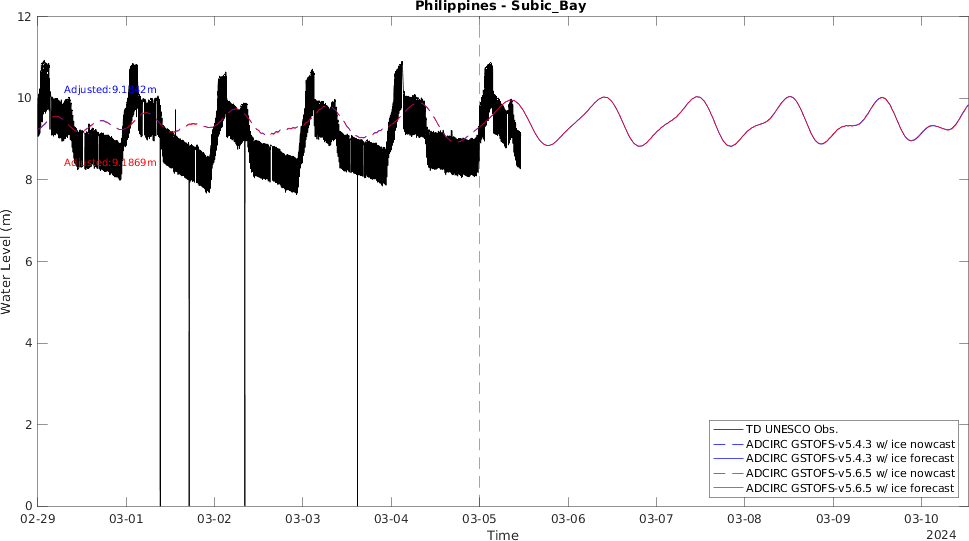 Philippines - Subic_Bay
12
10
8
6
4
2
0
Water Level (m)
Adjusted:9.1842m
Adjusted:9.1869m
TD UNESCO Obs.
ADCIRC GSTOFS-v5.4.3 w/ ice nowcast
ADCIRC GSTOFS-v5.4.3 w/ ice forecast
ADCIRC GSTOFS-v5.6.5 w/ ice nowcast
ADCIRC GSTOFS-v5.6.5 w/ ice forecast
02-29 03-01 03-02 03-03 03-04 03-05 03-06 03-07 03-08 03-09 03-10
Time
2024